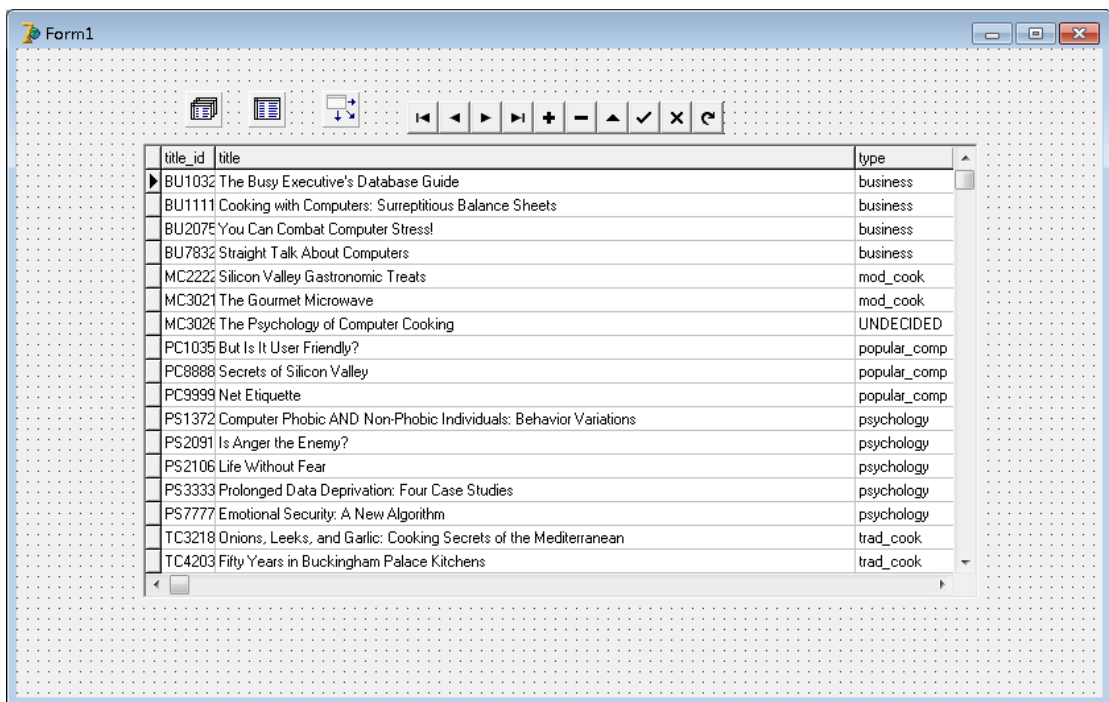 Form1
title_id title type
BU1032 The Busy Executive's Database Guide business
BU1111 Cooking with Computers: Surreptitious Balance Sheets business
BU2075 You Can Combat Computer Stress! business
BU7832 Straight Talk About Computers business
MC2222 Silicon Valley Gastronomic Treats mod_cook
MC3021 The Gourmet Microwave mod_cook
MC3026 The Psychology of Computer Cooking UNDECIDED
PC1035 But Is It User Friendly? popular_comp
PC8888 Secrets of Silicon Valley popular_comp
PC9999 Net Etiquette popular_comp
PS1372 Computer Phobic AND Non-Phobic Individuals: Behavior Variations psychology
PS2091 Is Anger the Enemy? psychology
PS2106 Life Without Fear psychology
PS3333 Prolonged Data Deprivation: Four Case Studies psychology
PS7777 Emotional Security: A New Algorithm psychology
TC3218 Onions, Leeks, and Garlic: Cooking Secrets of the Mediterranean trad_cook
TC4203 Fifty Years in Buckingham Palace Kitchens trad_cook